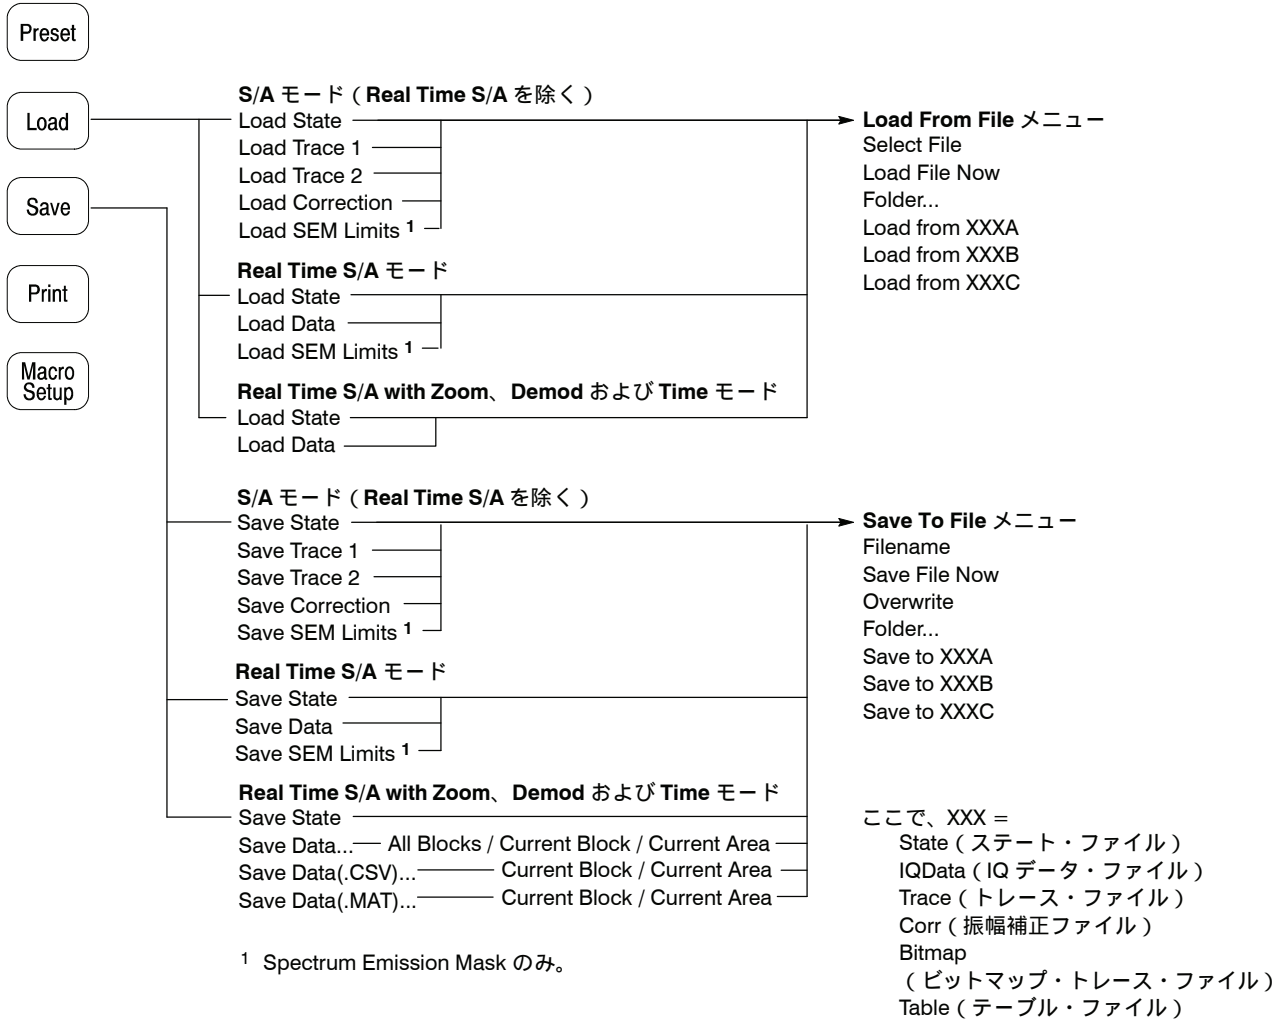 Preset
Load
Save
Print
Macro
Setup
S/A モード ( Real Time S/A を除く )
Load State
Load Trace 1
Load Trace 2
Load Correction
Load SEM Limits 1
Real Time S/A モード
Load State
Load Data
Load SEM Limits 1
Real Time S/A with Zoom、Demod および Time モード
Load State
Load Data
Load From File メニュー
Select File
Load File Now
Folder...
Load from XXXA
Load from XXXB
Load from XXXC
S/A モード ( Real Time S/A を除く )
Save State
Save Trace 1
Save Trace 2
Save Correction
Save SEM Limits 1
Real Time S/A モード
Save State
Save Data
Save SEM Limits 1
Real Time S/A with Zoom、Demod および Time モード
Save State
Save Data... All Blocks / Current Block / Current Area
Save Data(.CSV)... Current Block / Current Area
Save Data(.MAT)... Current Block / Current Area
Save To File メニュー
Filename
Save File Now
Overwrite
Folder...
Save to XXXA
Save to XXXB
Save to XXXC
ここで、XXX =
State ( ステート・ファイル )
IQData ( IQ データ・ファイル )
Trace ( トレース・ファイル )
Corr ( 振幅補正ファイル )
Bitmap
( ビットマップ・トレース・ファイル )
Table ( テーブル・ファイル )
1 Spectrum Emission Mask のみ。